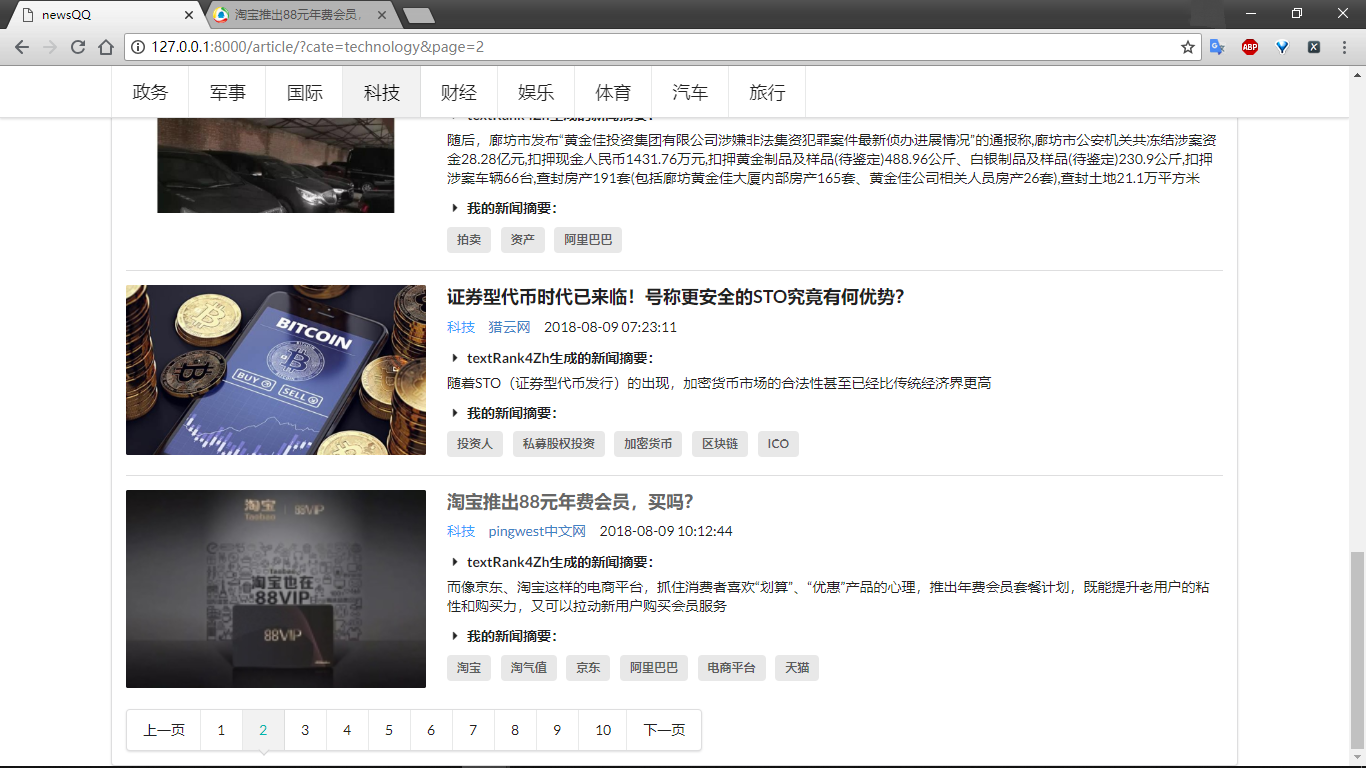 newsQQ
淘宝推出88元年费会员，
127.0.0.1:8000/article/?cate=technology&page=2
ABP
政务 军事 国际 科技 财经 娱乐 体育 汽车 旅行
textRank4Zh生成的新闻摘要：
随后，廊坊市发布“黄金佳投资集团有限公司涉嫌非法集资犯罪案件最新侦办进展情况”的通报称,廊坊市公安机关共冻结涉案资
金28.28亿元,扣押现金人民币1431.76万元,扣押黄金制品及样品(待鉴定)488.96公斤、白银制品及样品(待鉴定)230.9公斤,扣押
涉案车辆66台,查封房产191套(包括廊坊黄金佳大厦内部房产165套、黄金佳公司相关人员房产26套),查封土地21.1万平方米
我的新闻摘要：
拍卖 资产 阿里巴巴
BITCOIN
BUY
SELL
证券型代币时代已来临！号称更安全的STO究竟有何优势？
科技 猎云网 2018-08-09 07:23:11
textRank4Zh生成的新闻摘要：
随着STO（证券型代币发行）的出现，加密货币市场的合法性甚至已经比传统经济界更高
我的新闻摘要：
投资人 私募股权投资 加密货币 区块链 ICO
淘宝 88VIP
Taobao
淘宝也在
88VIP
88VIP
淘宝推出88元年费会员，买吗？
科技 pingwest中文网 2018-08-09 10:12:44
textRank4Zh生成的新闻摘要：
而像京东、淘宝这样的电商平台，抓住消费者喜欢“划算”、“优惠”产品的心理，推出年费会员套餐计划，既能提升老用户的粘
性和购买力，又可以拉动新用户购买会员服务
我的新闻摘要：
淘宝 淘气值 京东 阿里巴巴 电商平台 天猫
上一页 1 2 3 4 5 6 7 8 9 10 下一页